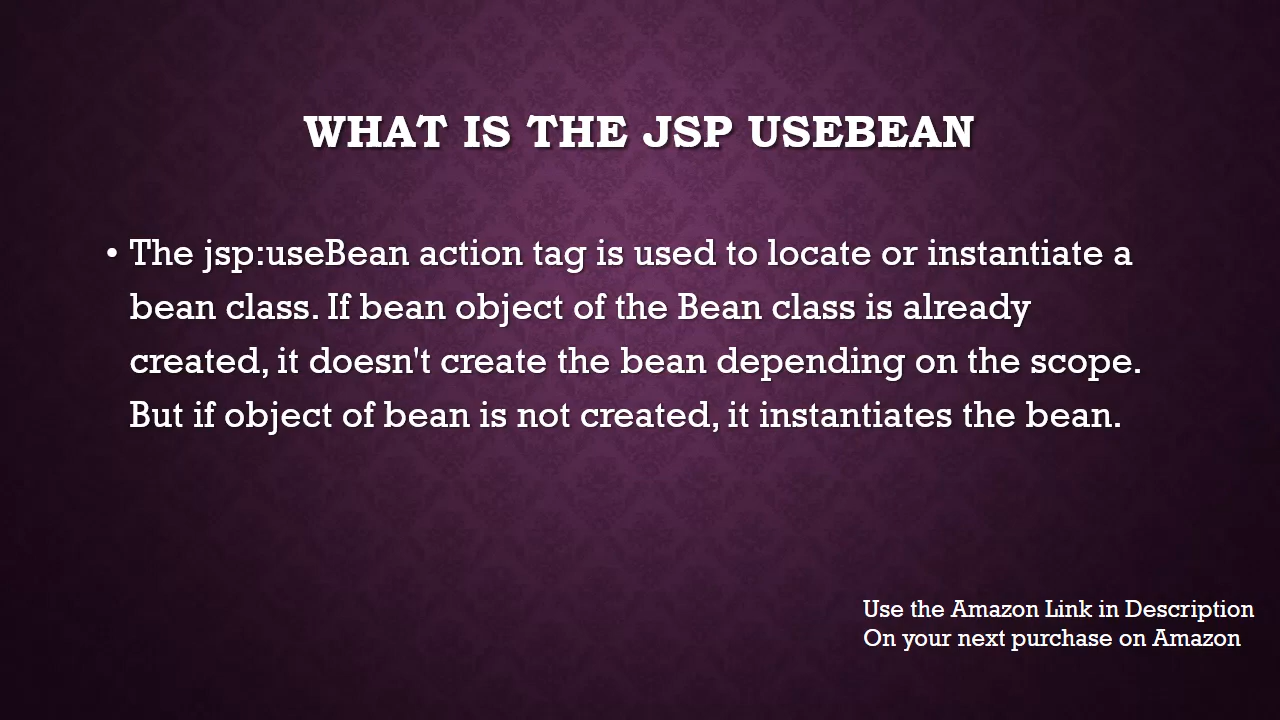 WHAT IS THE JSP USEBEAN
• The jsp:useBean action tag is used to locate or instantiate a
bean class. If bean object of the Bean class is already
created, it doesn't create the bean depending on the scope.
But if object of bean is not created, it instantiates the bean.
Use the Amazon Link in Description
On your next purchase on Amazon